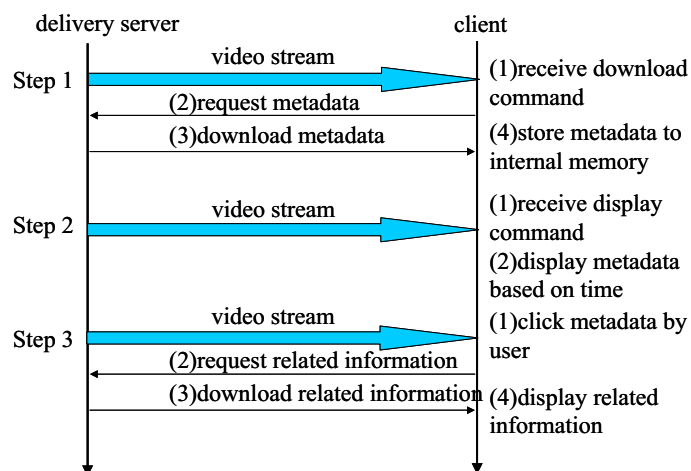 delivery server
client
video stream
Step 1
(1)receive download
command
(2)request metadata
(3)download metadata
(4)store metadata to
internal memory
video stream
Step 2
(1)receive display
command
(2)display metadata
based on time
video stream
Step 3
(1)click metadata by
user
(2)request related information
(3)download related information
(4)display related
information